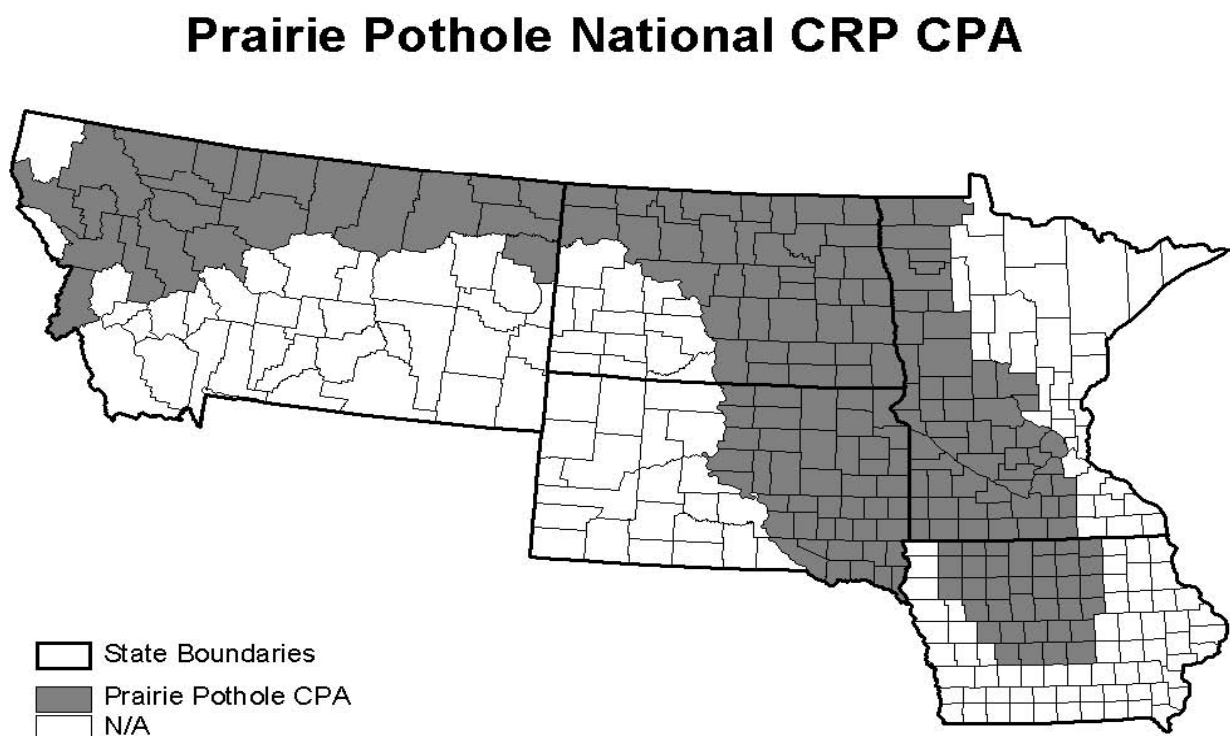 Prairie Pothole National CRP CPA
State Boundaries
Prairie Pothole CPA
N/A